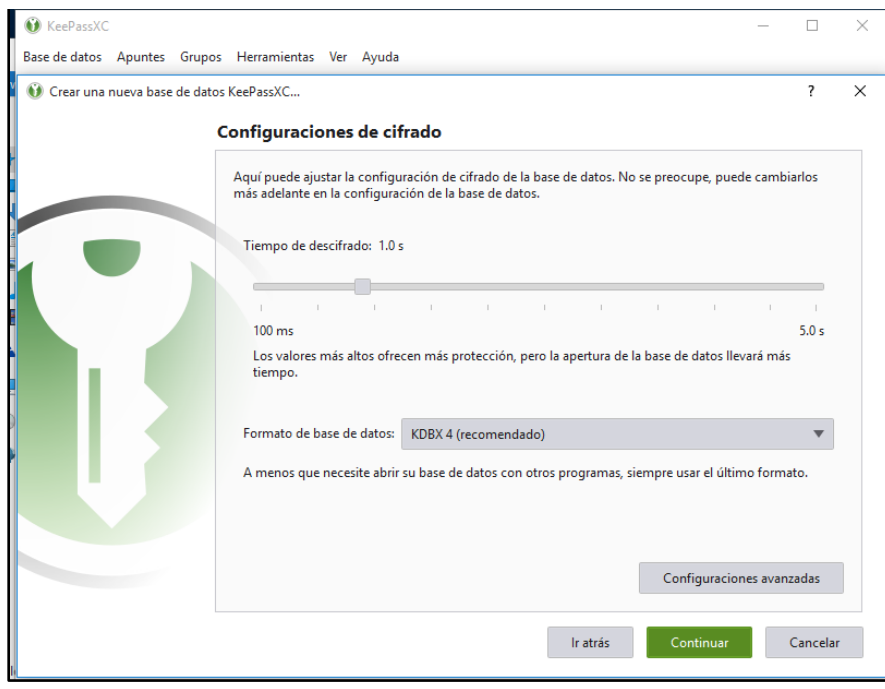 KeePassXC
Base de datos Apuntes Grupos Herramientas Ver Ayuda
Crear una nueva base de datos KeePassXC...
?
Configuraciones de cifrado
Aquí puede ajustar la configuración de cifrado de la base de datos. No se preocupe, puede cambiarlos
más adelante en la configuración de la base de datos.
Tiempo de descifrado: 1.0 s
100 ms 5.0 s
Los valores más altos ofrecen más protección, pero la apertura de la base de datos llevará más
tiempo.
Formato de base de datos: KDBX 4 (recomendado)
A menos que necesite abrir su base de datos con otros programas, siempre usar el último formato.
Configuraciones avanzadas
Ir atrás Continuar Cancelar